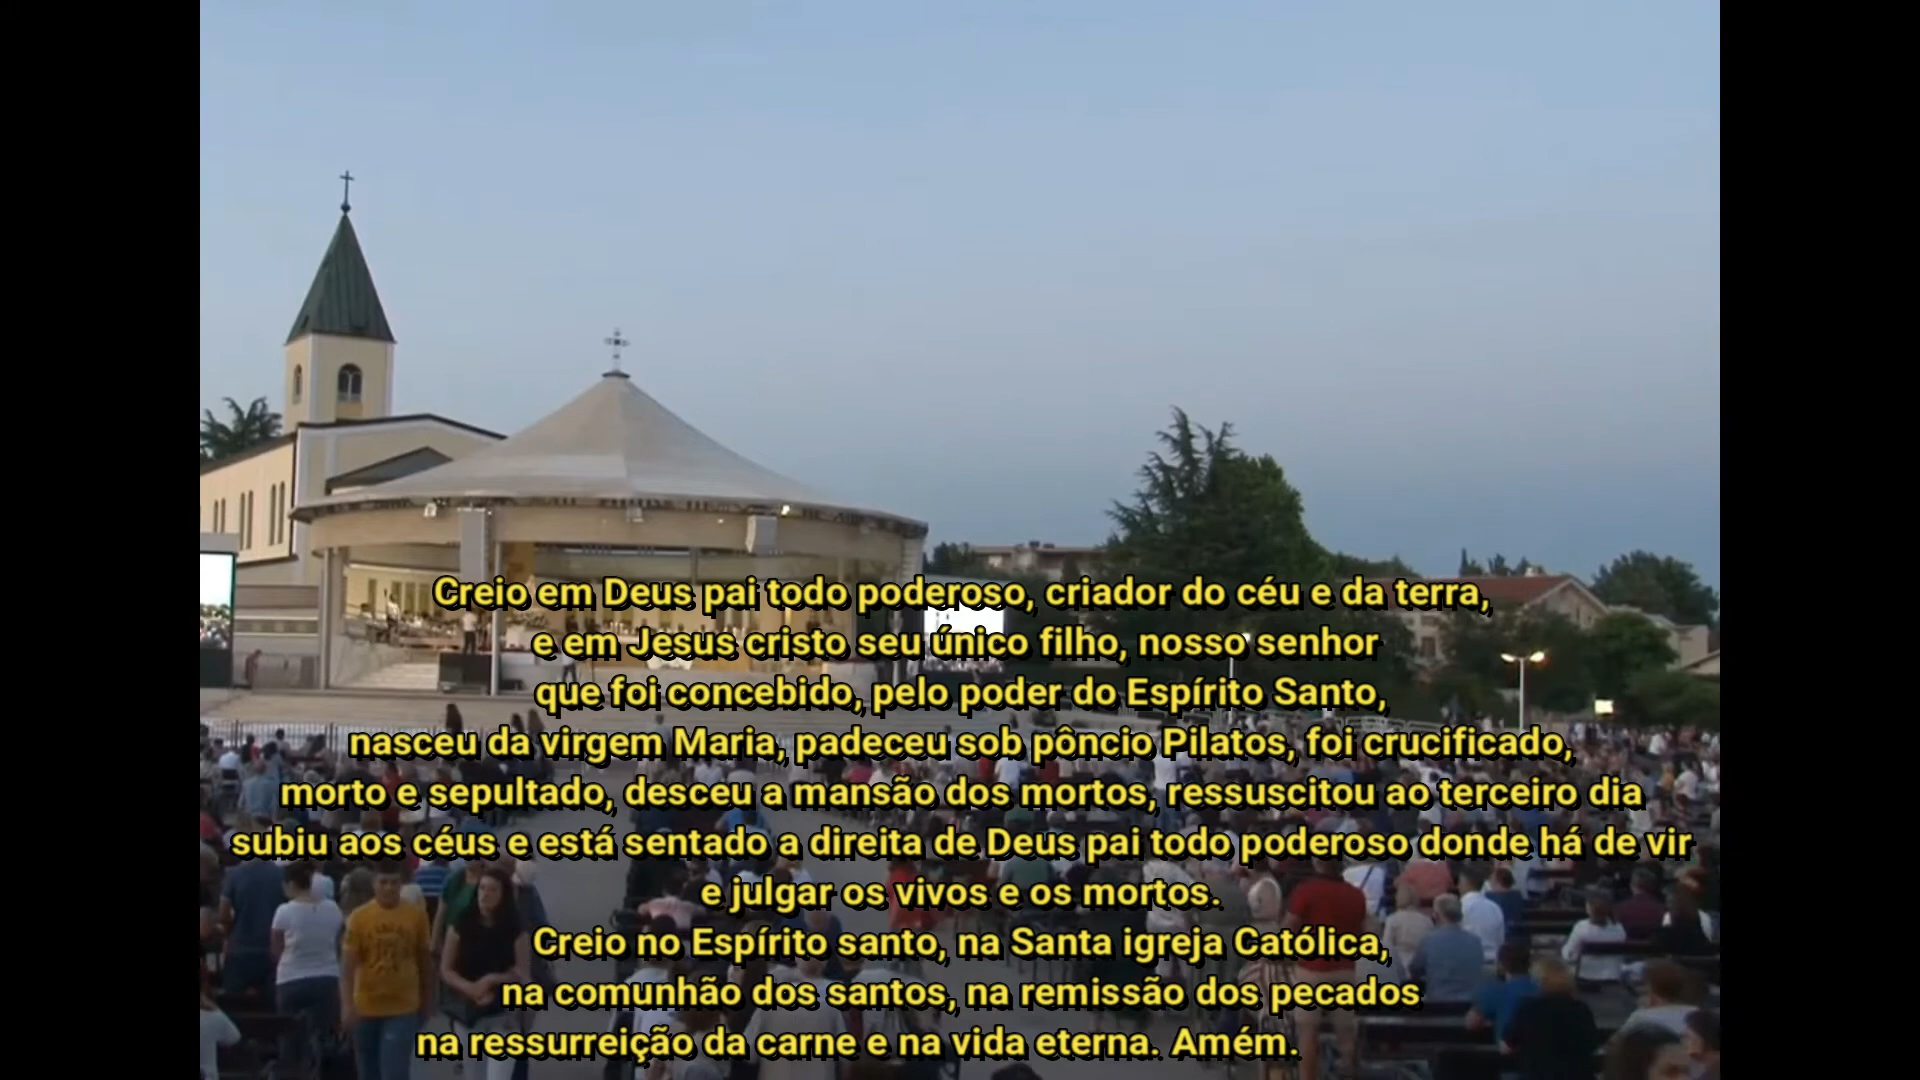 Creio em Deus pai todo poderoso, criador do céu e da terra,
e em Jesus cristo seu único filho, nosso senhor
que foi concebido, pelo poder do Espírito Santo,
nasceu da virgem Maria, padeceu sob pôncio Pilatos, foi crucificado,
morto e sepultado, desceu a mansão dos mortos, ressuscitou ao terceiro dia
subiu aos céus e está sentado a direita de Deus pai todo poderoso donde há de vir
e julgar os vivos e os mortos.
Creio no Espírito santo, na Santa igreja Católica,
na comunhão dos santos, na remissão dos pecados
na ressurreição da carne e na vida eterna. Amém.